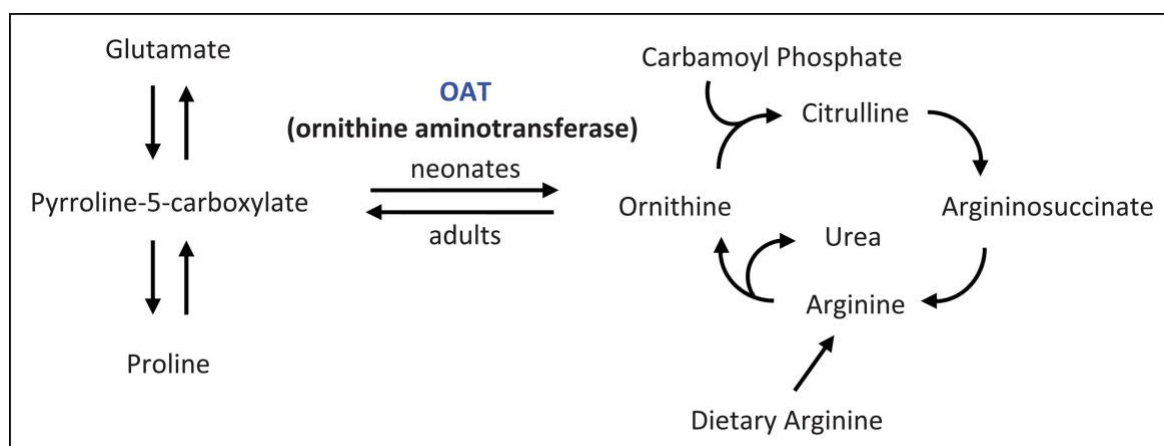 Glutamate
Carbamoyl Phosphate
OAT
Citrulline
(ornithine aminotransferase)
neonates
Pyrroline-5-carboxylate
Ornithine
Argininosuccinate
adults
Urea
Arginine
Proline
Dietary Arginine